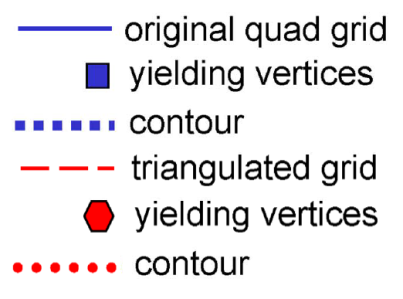 original quad grid
yielding vertices
contour
triangulated grid
yielding vertices
contour